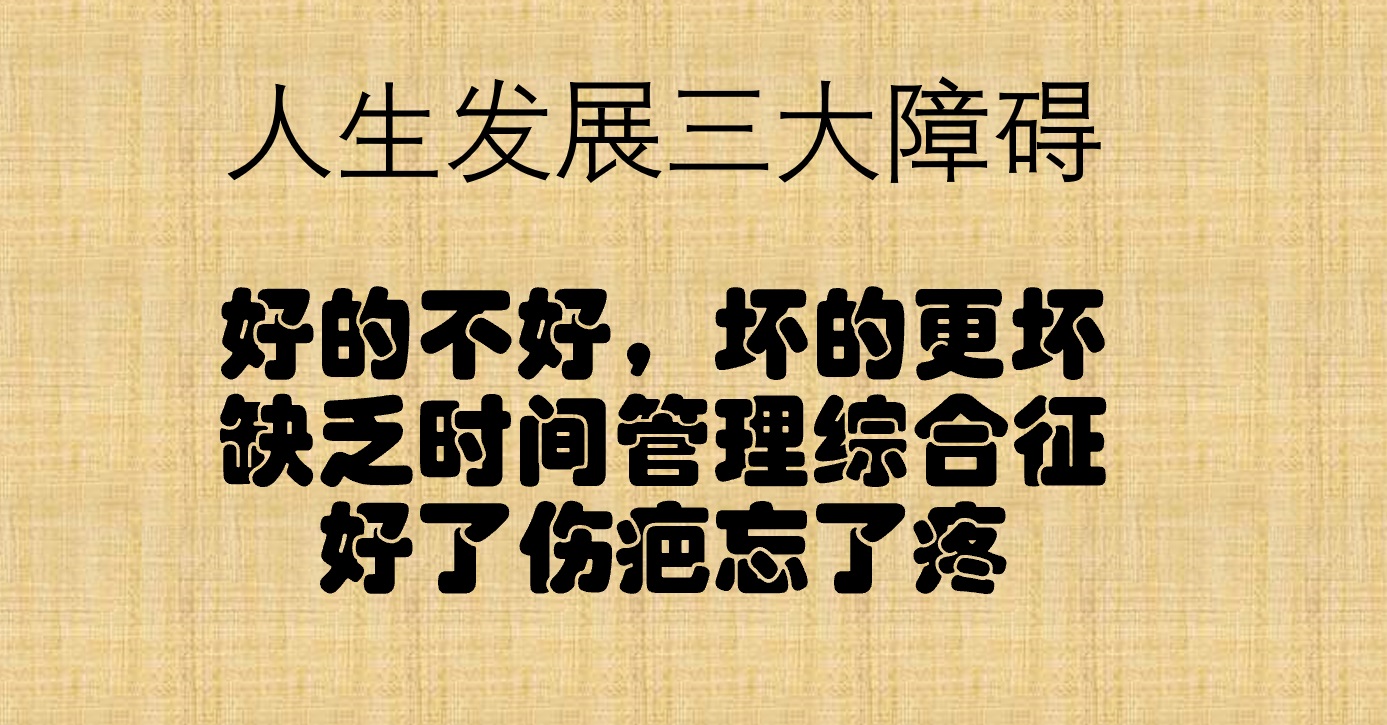 人生发展三大障碍
好的不好，坏的更坏
缺乏时间管理综合征
好了伤疤忘了疼